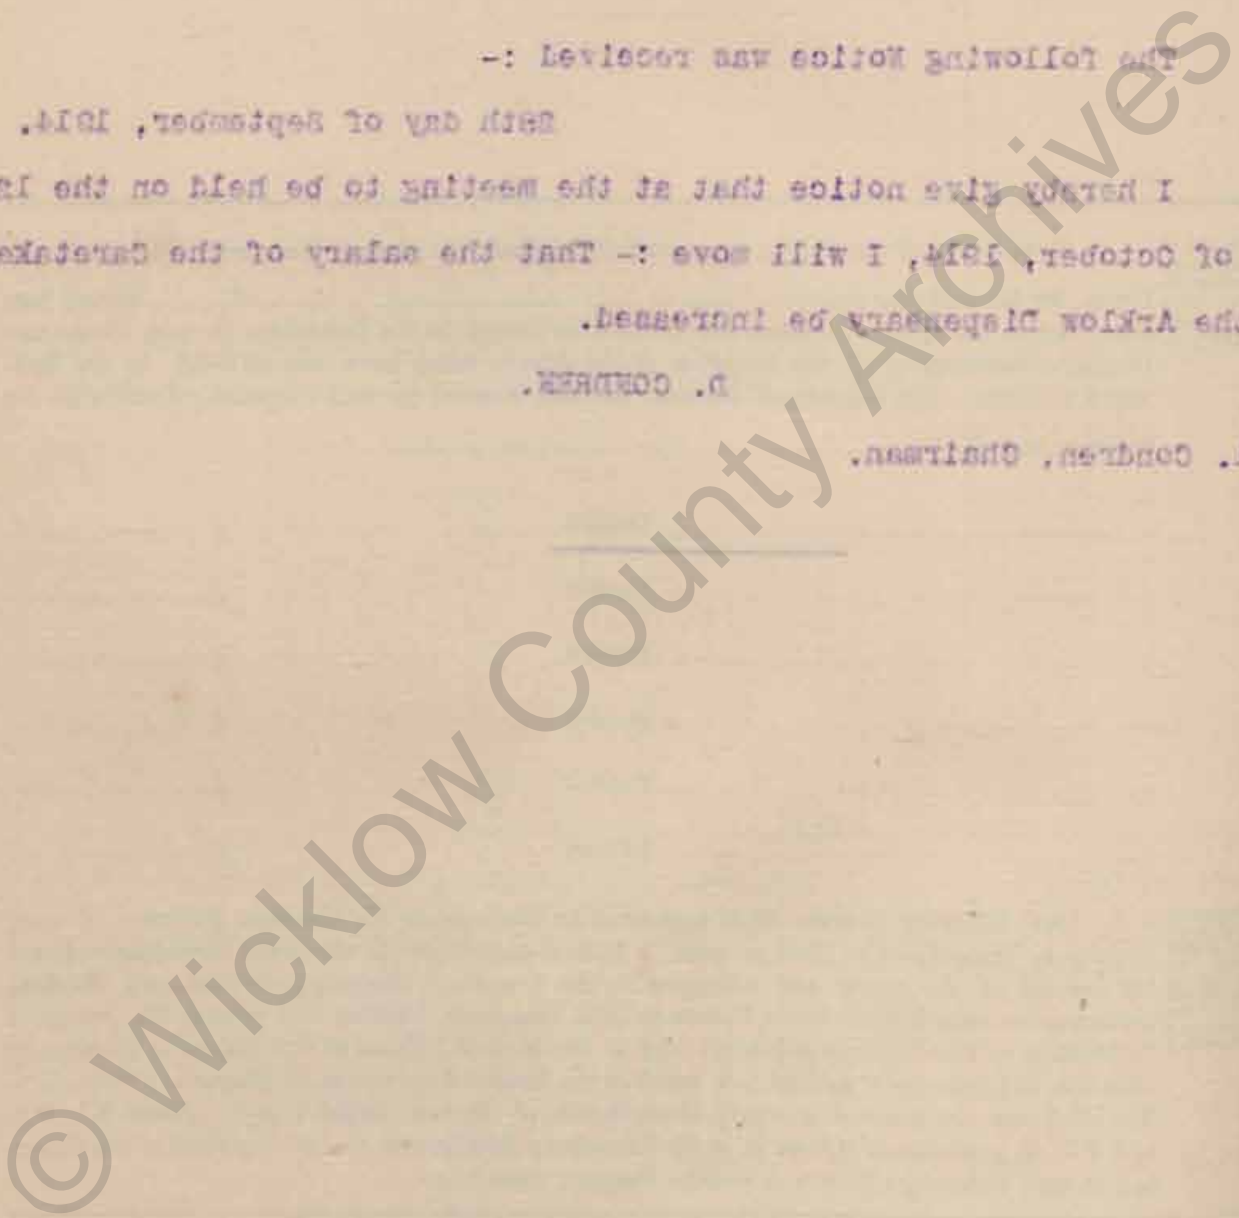 The following Notice was received :-
28th day of September, 1914.
I hereby give notice that at the meeting to be held on the
of October, 1914, I will move :- That the salary of the Caretake
the Arklow Dispensary be increased.
D. CONDREN.
Condren, Chairman.
© Wicklow County Archives